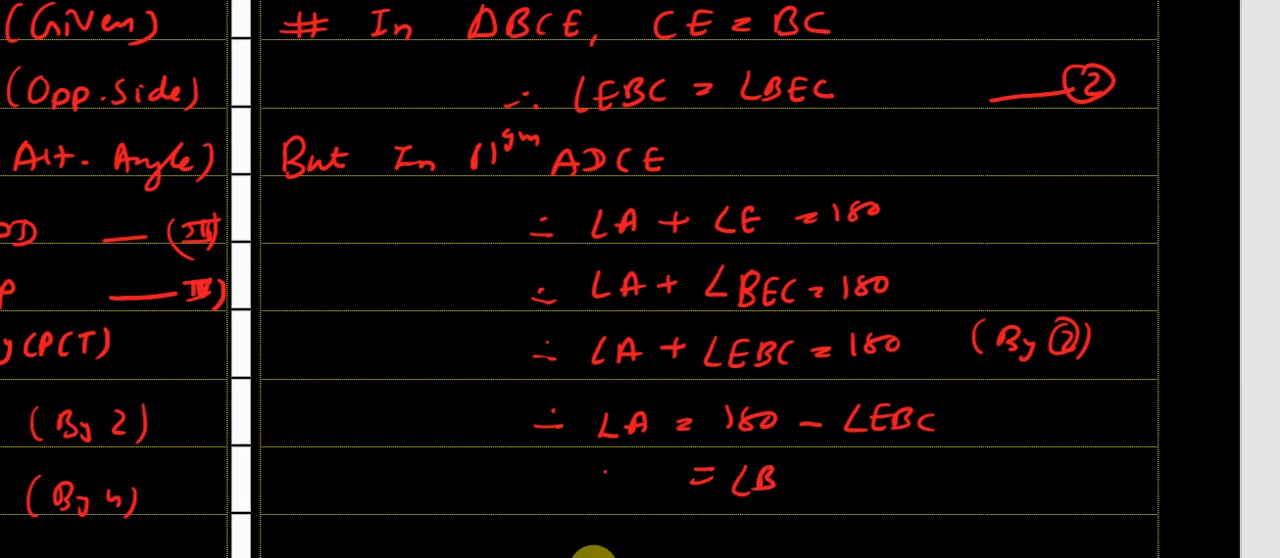 (Given)
(Opp. Side)
Alt. Angle)
— (III)
— IV)
y CPCT)
(By 2)
(By 4)
# In ΔBCE, CE = BC
∴ ∠EBC = ∠BEC — ②
But In ||gm ADCE
∴ ∠A + ∠E = 180
∴ ∠A + ∠BEC = 180
∴ ∠A + ∠EBC = 180 (By ②)
∴ ∠A = 180 - ∠EBC
= ∠B